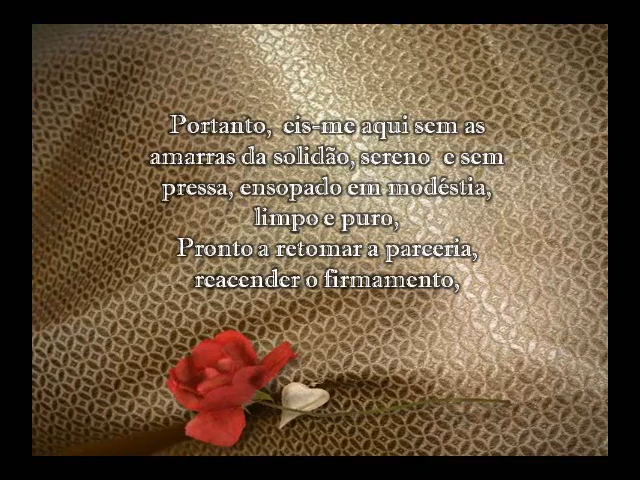 Portanto, eis-me aqui sem as
amarras da solidão, sereno e sem
pressa, ensopado em modéstia,
limpo e puro,
Pronto a retomar a parceria,
reacender o firmamento,